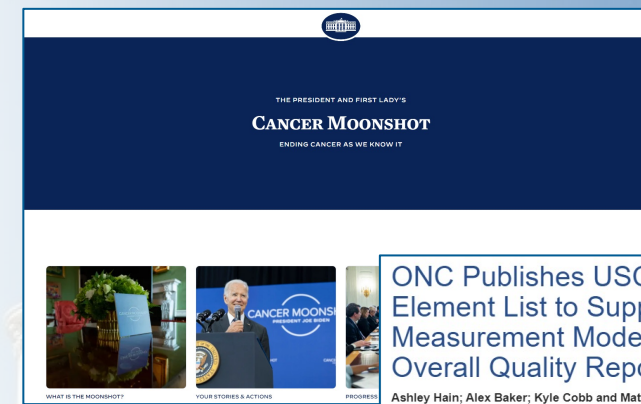 THE PRESIDENT AND FIRST LADY'S
CANCER MOONSHOT
ENDING CANCER AS WE KNOW IT
CANCER MOONS
PRESIDENT JOE BIDEN
WHAT IS THE MOONSHOT?
YOUR STORIES & ACTIONS
PROGRESS
ONC Publishes USC
Element List to Supp
Measurement Mode
Overall Quality Repo
Ashley Hain; Alex Baker; Kyle Cobb and Ma